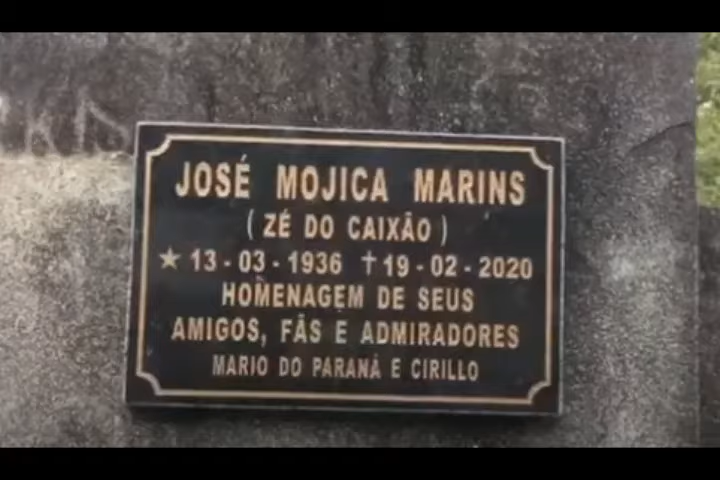 JOSÉ MOJICA MARINS
( ZÉ DO CAIXÃO )
★ 13 - 03 - 1936 ✝ 19 - 02 - 2020
HOMENAGEM DE SEUS
AMIGOS, FÃS E ADMIRADORES
MARIO DO PARANÁ E CIRILLO